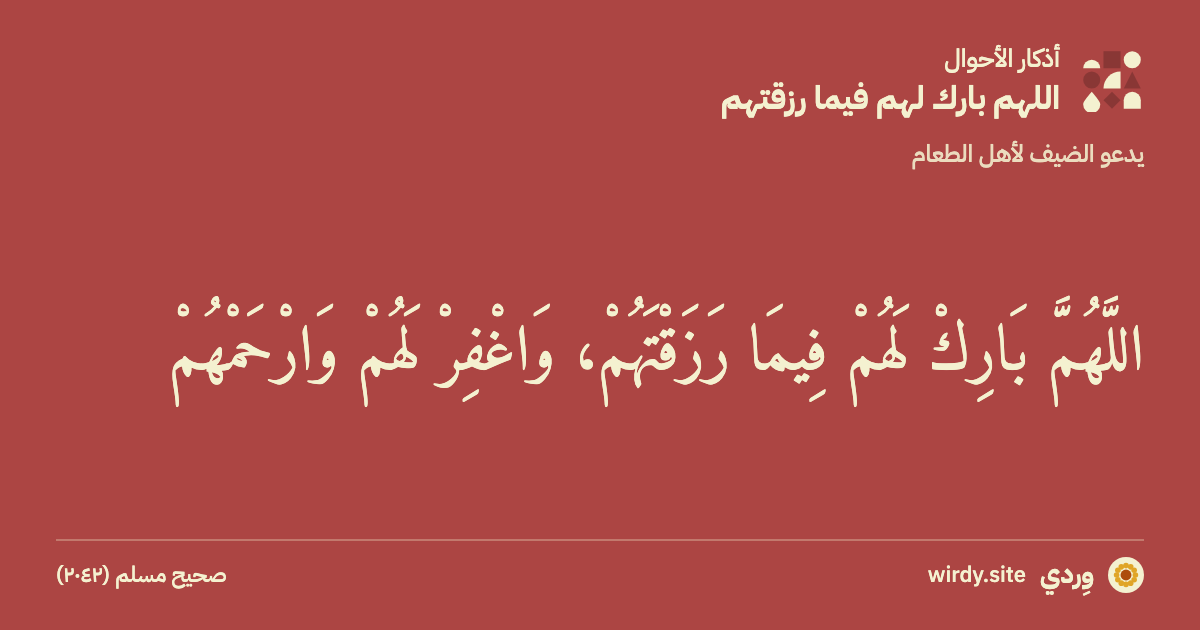 أذكار الأحوال
اللهم بارك لهم فيما رزقتهم
يدعو الضيف لأهل الطعام
اللَّهُمَّ بَارِكْ لَهُمْ فِيمَا رَزَقْتَهُمْ، وَاغْفِرْ لَهُمْ وَارْحَمْهُمْ
وِردي wirdy.site
صحيح مسلم (٢٠٤٢)